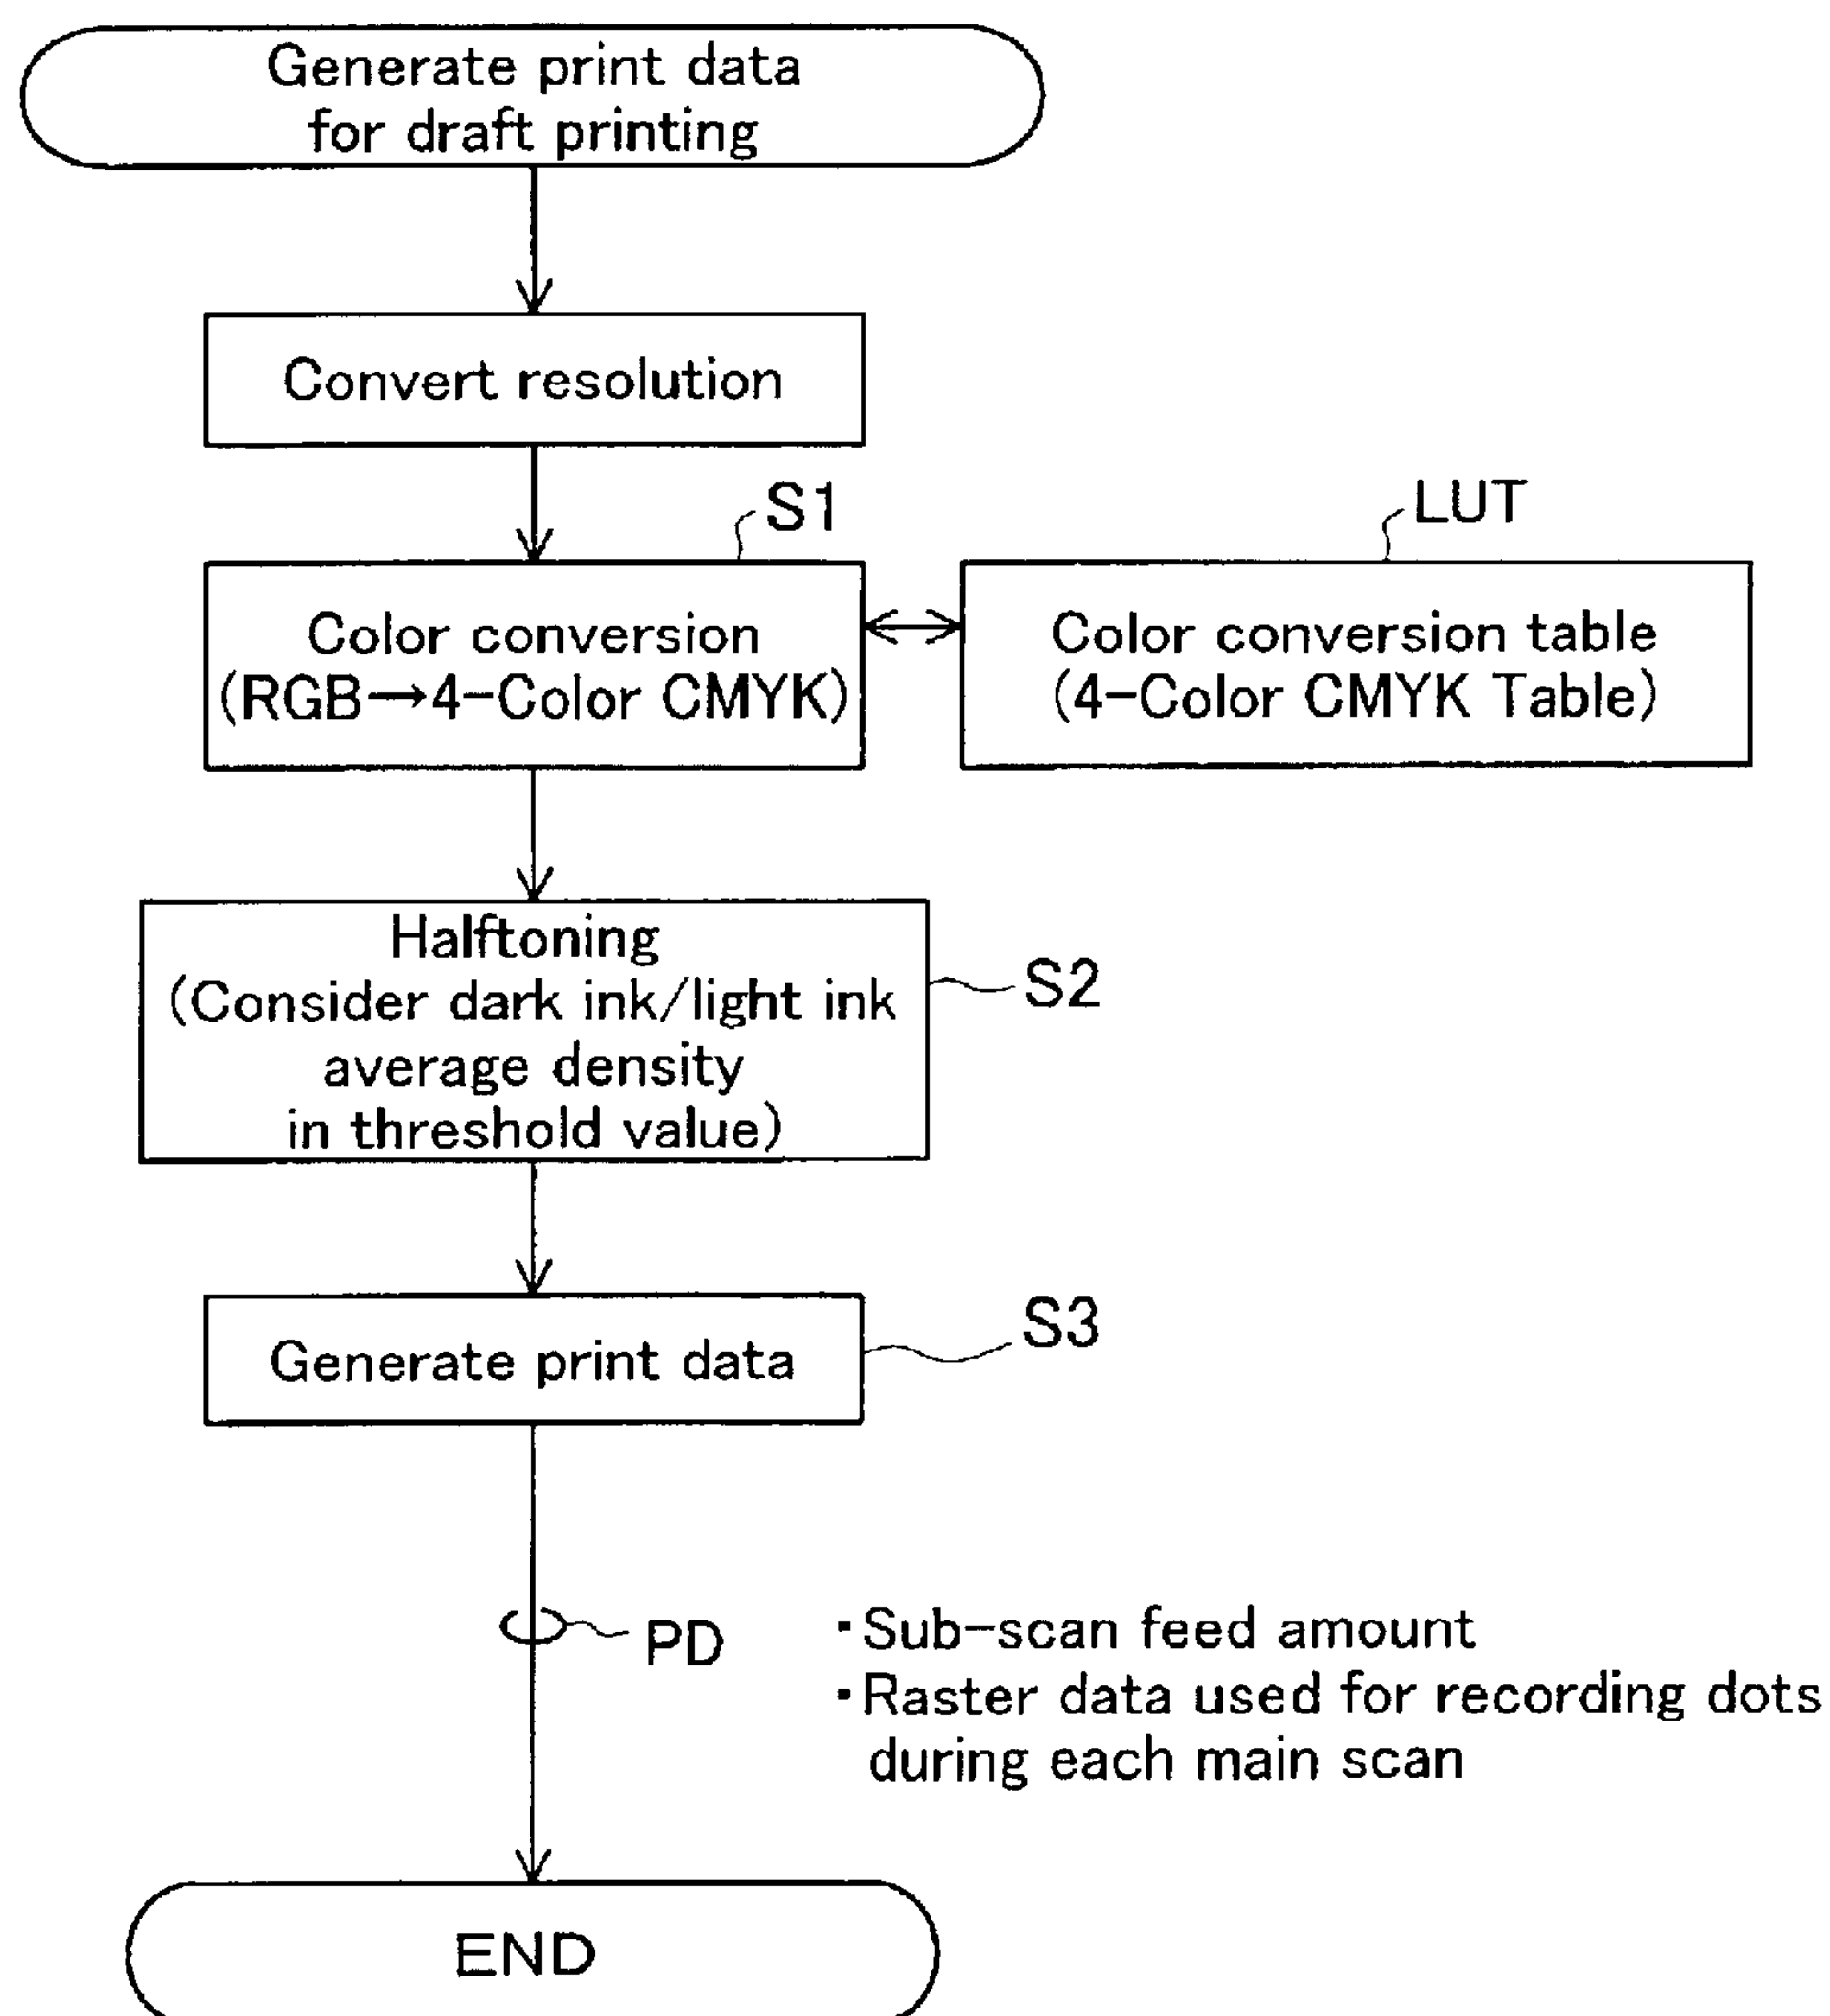 Generate print data
for draft printing
Convert resolution
S1
LUT
Color conversion
(RGB→4-Color CMYK)
Color conversion table
(4-Color CMYK Table)
Halftoning
(Consider dark ink/light ink
average density
in threshold value)
S2
Generate print data
S3
PD
・Sub-scan feed amount
・Raster data used for recording dots
during each main scan
END